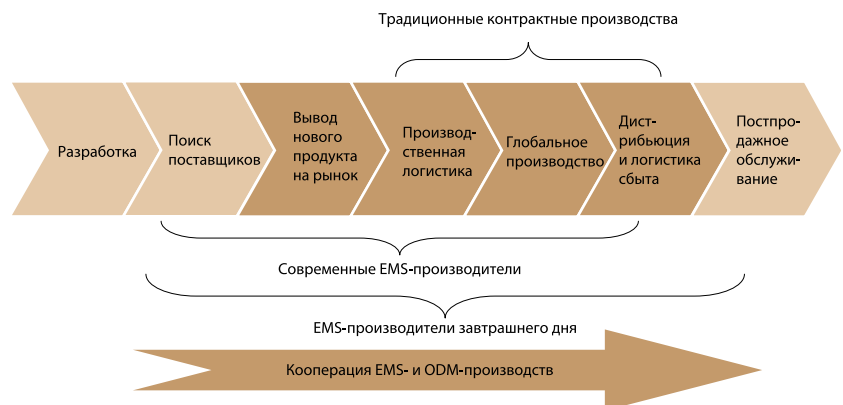 Традиционные контрактные производства
Разработка
Поиск
поставщиков
Вывод
нового
продукта
на рынок
Производ-
ственная
логистика
Глобальное
производство
Дист-
рибьюция
и логистика
сбыта
Постпро-
дажное
обслужи-
вание
Современные EMS-производители
EMS-производители завтрашнего дня
Кооперация EMS- и ODM-производств